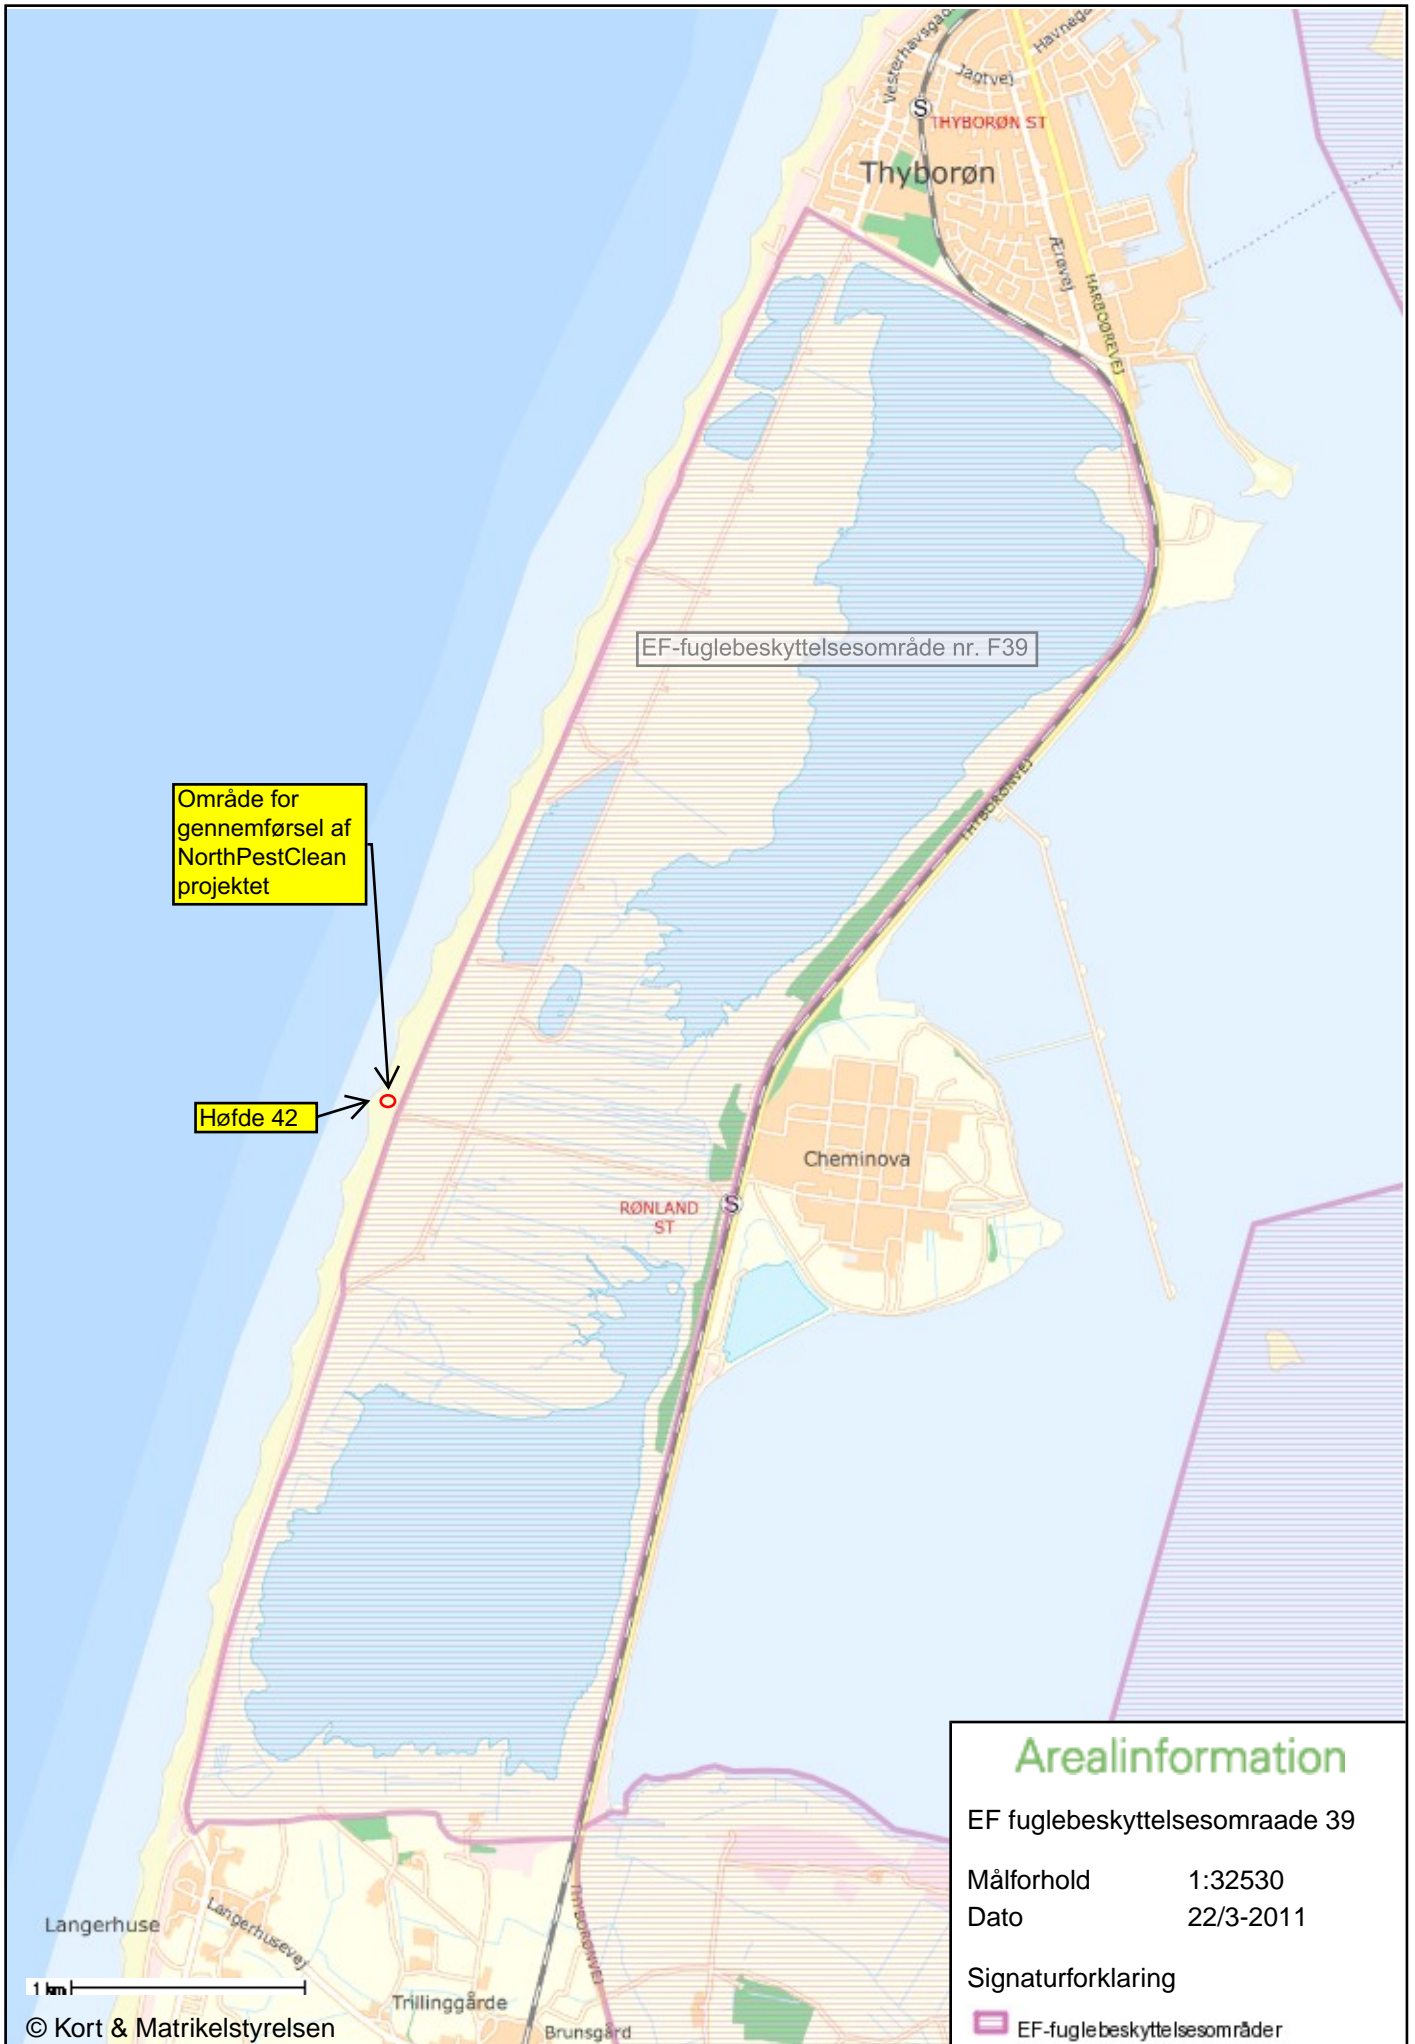 Vesterhavsgad
Havnega
Jagtvej
S
THYBORØN ST
Thyborøn
Ærøvej
HARBOØREVEJ
EF-fuglebeskyttelsesområde nr. F39
THYBORØNVEJ
Område for
gennemførsel af
NorthPestClean
projektet
Høfde 42
Cheminova
RØNLAND
ST
S
Langerhuse
Langerhusevej
THYBORØNVEJ
Trillinggårde
Brunsgård
1 km
© Kort & Matrikelstyrelsen
Arealinformation
EF fuglebeskyttelsesomraade 39
Målforhold 1:32530
Dato 22/3-2011
Signaturforklaring
EF-fuglebeskyttelsesområder